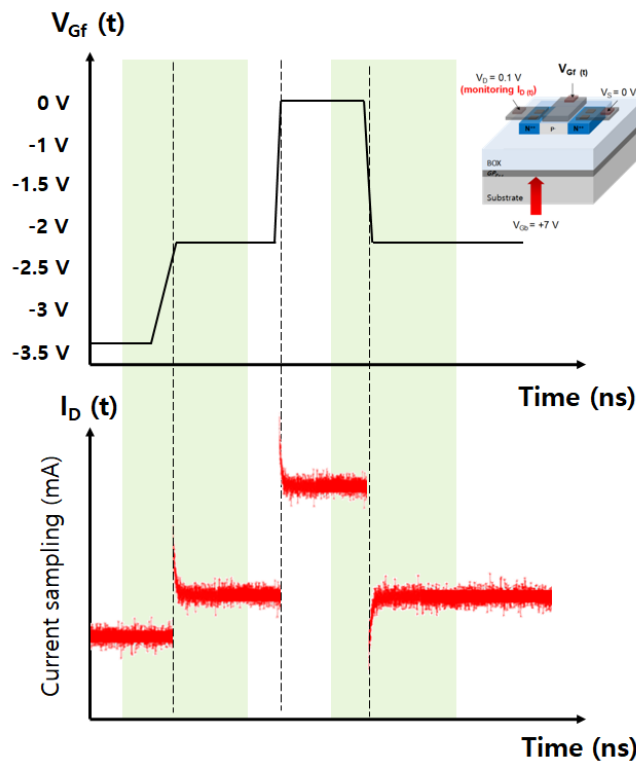 V_Gf (t)
0 V
-1 V
-1.5 V
-2 V
-2.5 V
-3 V
-3.5 V
V_Gf (t)
V_D = 0.1 V
(monitoring I_D (t))
V_S = 0 V
N++
P
N++
BOX
Substrate
V_Gb = +7 V
Time (ns)
I_D (t)
Current sampling (mA)
Time (ns)